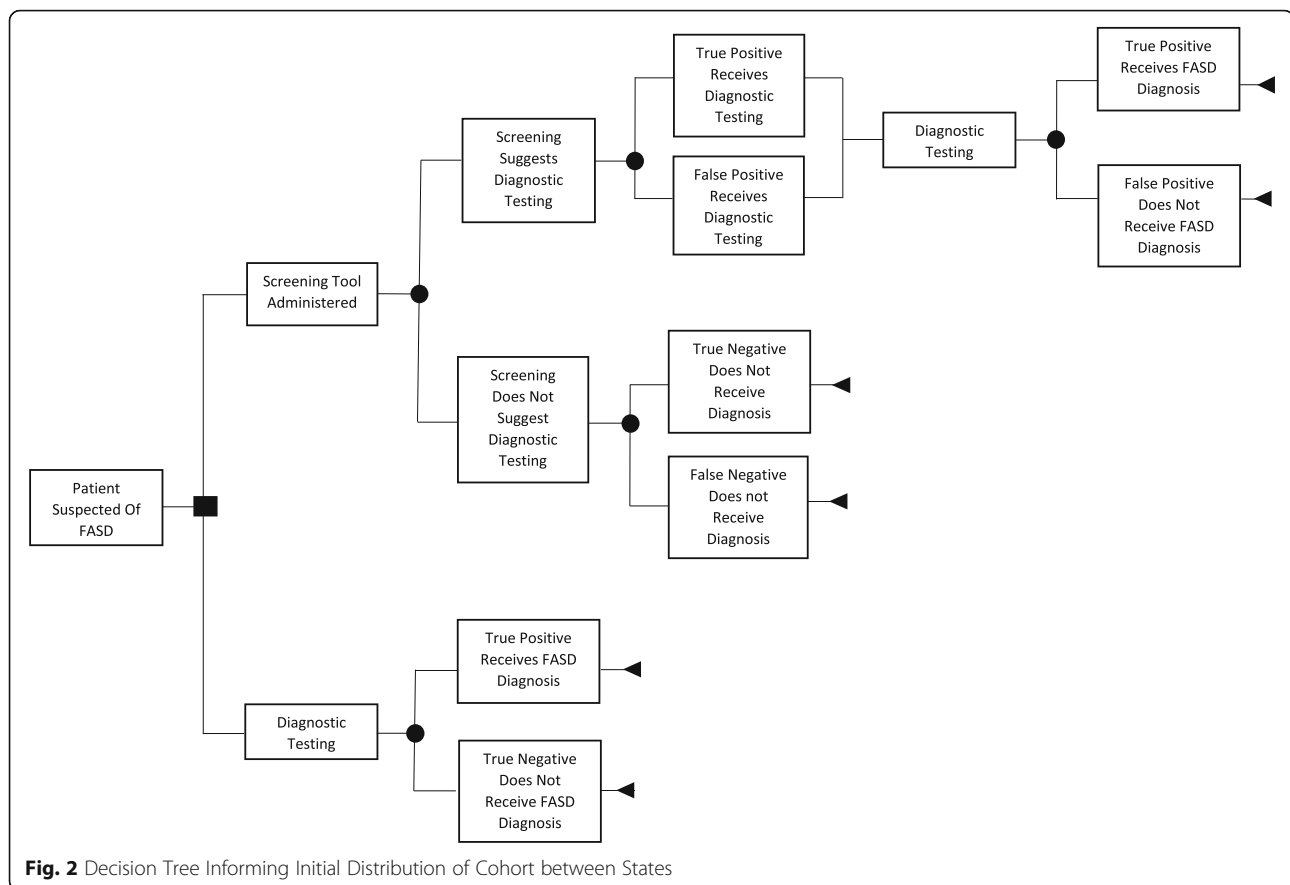 True Positive
Receives
Diagnostic
Testing
True Positive
Receives FASD
Diagnosis
Screening
Suggests
Diagnostic
Testing
Diagnostic
Testing
False Positive
Receives
Diagnostic
Testing
False Positive
Does Not
Receive FASD
Diagnosis
Screening Tool
Administered
True Negative
Does Not
Receive
Diagnosis
Screening
Does Not
Suggest
Diagnostic
Testing
False Negative
Does not
Receive
Diagnosis
Patient
Suspected Of
FASD
True Positive
Receives FASD
Diagnosis
Diagnostic
Testing
True Negative
Does Not
Receive FASD
Diagnosis
Fig. 2 Decision Tree Informing Initial Distribution of Cohort between States